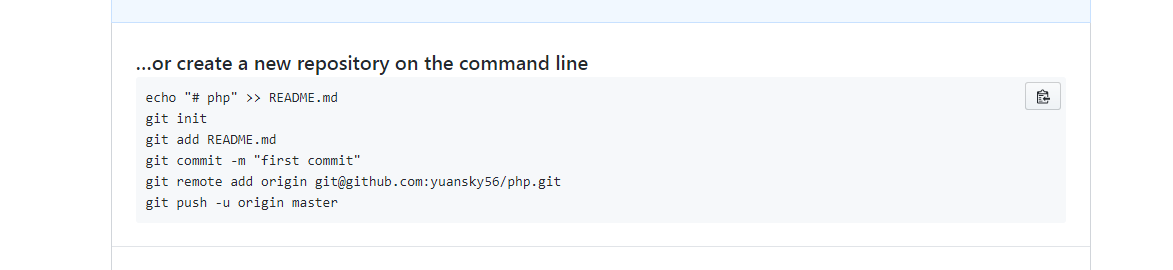 …or create a new repository on the command line
echo "# php" >> README.md
git init
git add README.md
git commit -m "first commit"
git remote add origin git@github.com:yuansky56/php.git
git push -u origin master